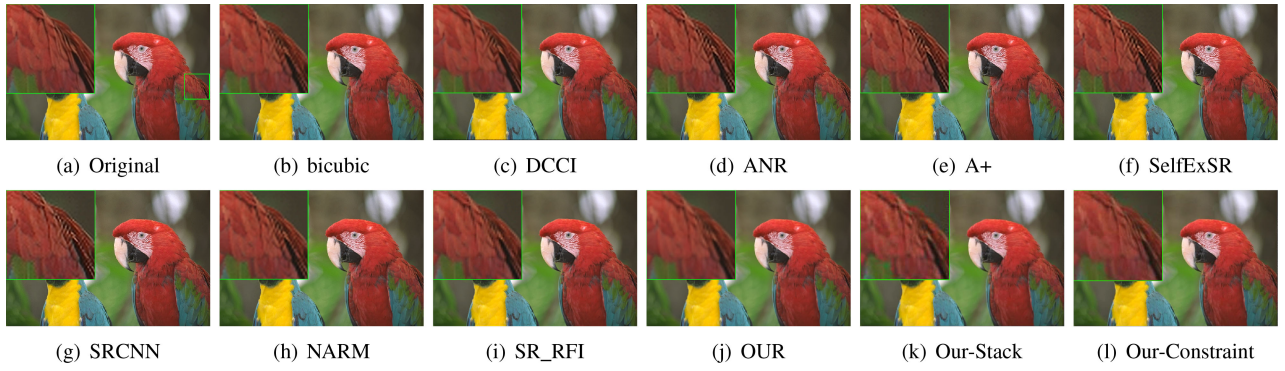 (a) Original
(b) bicubic
(c) DCCI
(d) ANR
(e) A+
(f) SelfExSR
(g) SRCNN
(h) NARM
(i) SR_RFI
(j) OUR
(k) Our-Stack
(l) Our-Constraint